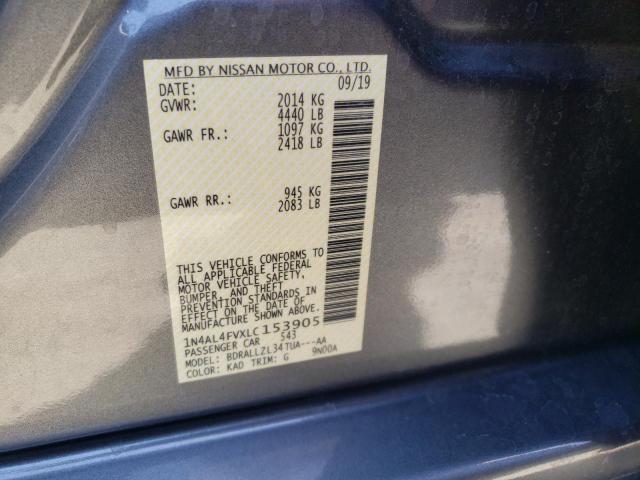 MFD BY NISSAN MOTOR CO., LTD.
DATE: 09/19
GVWR: 2014 KG
4440 LB
GAWR FR.: 1097 KG
2418 LB
GAWR RR.: 945 KG
2083 LB
THIS VEHICLE CONFORMS TO
ALL APPLICABLE FEDERAL
MOTOR VEHICLE SAFETY,
BUMPER, AND THEFT
PREVENTION STANDARDS IN
EFFECT ON THE DATE OF
MANUFACTURE SHOWN ABOVE.
1N4AL4FVXLC153905
PASSENGER CAR 543
MODEL: BDRALLZL34TUA---AA
COLOR: KAD TRIM: G 9N00A